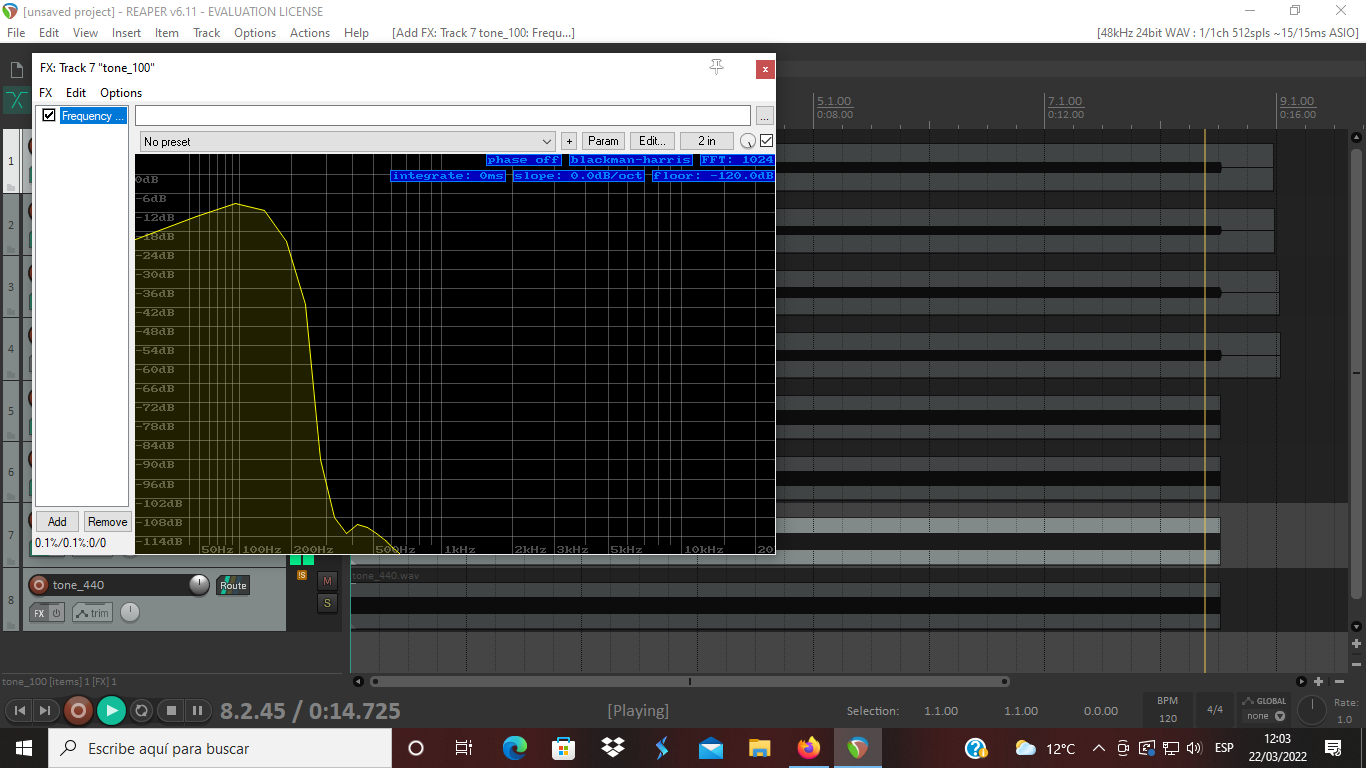 [unsaved project] - REAPER v6.11 - EVALUATION LICENSE
File Edit View Insert Item Track Options Actions Help [Add FX: Track 7 tone_100: Frequ...] [48kHz 24bit WAV : 1/1ch 512spls ~15/15ms ASIO]
FX: Track 7 "tone_100"
x
FX Edit Options
Frequency ...
...
No preset + Param Edit... 2 in
phase off blackman-harris FFT: 1024
integrate: 0ms slope: 0.0dB/oct floor: -120.0dB
0dB
-6dB
-12dB
-18dB
-24dB
-30dB
-36dB
-42dB
-48dB
-54dB
-60dB
-66dB
-72dB
-78dB
-84dB
-90dB
-96dB
-102dB
-108dB
-114dB
50Hz 100Hz 200Hz 500Hz 1kHz 2kHz 3kHz 5kHz 10kHz 20
Add Remove
0.1%/0.1%:0/0
5.1.00 7.1.00 9.1.00
0:08.00 0:12.00 0:16.00
1
2
3
4
5
6
7
8
tone_440 Route
FX trim
M
S
tone_440.wav
tone_100 [items] 1 [FX] 1
8.2.45 / 0:14.725 [Playing] Selection: 1.1.00 1.1.00 0.0.00
BPM
120
4/4
GLOBAL
none
Rate:
1.0
Escribe aquí para buscar
12°C
ESP
12:03
22/03/2022